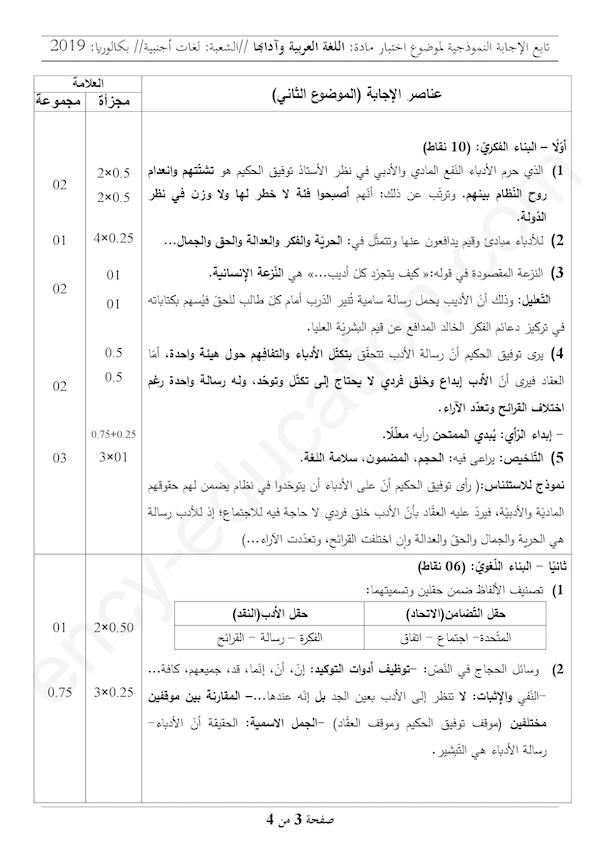 تابع الإجابة النموذجية لموضوع اختبار مادة: اللغة العربية وآدابها //الشعبة: لغات أجنبية// بكالوريا: 2019
العلامة
عناصر الإجابة (الموضوع الثاني)
مجزأة
مجموعة
أوّلا – البناء الفكريّ: (10 نقاط)
1) الذي حرم الأدباء النّفع المادي والأدبي في نظر الأستاذ توفيق الحكيم هو تشتّتهم وانعدام
2×0.5
02
روح النّظام بينهم. وترتّب عن ذلك: أنّهم أصبحوا فئة لا خطر لها ولا وزن في نظر
2×0.5
الدّولة.
2) للأدباء مبادئ وقيم يدافعون عنها وتتمثّل في: الحريّة والفكر والعدالة والحق والجمال...
4×0.25
01
3) النزعة المقصودة في قوله:« كيف يتجرّد كلّ أديب...» هي النّزعة الإنسانية.
01
02
التّعليل: وذلك أنّ الأديب يحمل رسالة سامية تُنير الدّرب أمام كلّ طالب للحقّ فيُسهم بكتاباته
01
في تركيز دعائم الفكر الخالد المدافع عن قيم البشريّة العليا.
4) يرى توفيق الحكيم أنّ رسالة الأدب تتحقّق بتكتّل الأدباء والتفافهم حول هيئة واحدة، أمّا
0.5
العقاد فيرى أنّ الأدب إبداع وخلق فردي لا يحتاج إلى تكتّل وتوحّد، وله رسالة واحدة رغم
0.5
02
اختلاف القرائح وتعدّد الآراء.
– إبداء الرّأي: يُبدي الممتحن رأيه معلّلا.
0.75+0.25
5) التّلخيص: يراعى فيه: الحجم، المضمون، سلامة اللغة.
3×01
03
نموذج للاستئناس:( رأى توفيق الحكيم أنّ على الأدباء أن يتوحّدوا في نظام يضمن لهم حقوقهم
الماديّة والأدبيّة، فيردّ عليه العقّاد بأنّ الأدب خلق فردي لا حاجة فيه للاجتماع؛ إذ للأدب رسالة
هي الحرية والجمال والحقّ والعدالة وإن اختلفت القرائح، وتعدّدت الآراء...)
ثانيًا – البناء اللّغويّ: (06 نقاط)
1) تصنيف الألفاظ ضمن حقلين وتسميتهما:
حقل التّضامن(الاتحاد)
حقل الأدب(النقد)
2×0.50
01
المتّحدة- اجتماع – اتفاق
الفكرة – رسالة – القرائح
2) وسائل الحجاج في النّصّ: –توظيف أدوات التوكيد: إنّ، أنّ، إنّما، قد، جميعهم، كافة...
–النّفي والإثبات: لا تنظر إلى الأدب بعين الجد بل إنّه عندها...– المقارنة بين موقفين
3×0.25
0.75
مختلفين (موقف توفيق الحكيم وموقف العقّاد) –الجمل الاسمية: الحقيقة أنّ الأدباء–
رسالة الأدباء هي التّبشير.
صفحة 3 من 4
ency-education.com